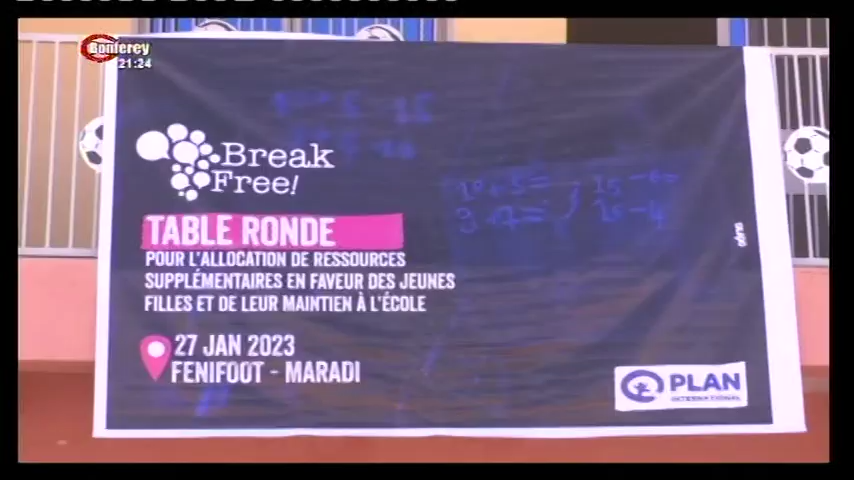 Bonferey
21:24
Break
Free!
TABLE RONDE
POUR L'ALLOCATION DE RESSOURCES
SUPPLÉMENTAIRES EN FAVEUR DES JEUNES
FILLES ET DE LEUR MAINTIEN À L'ÉCOLE
27 JAN 2023
FENIFOOT - MARADI
PLAN
INTERNATIONAL